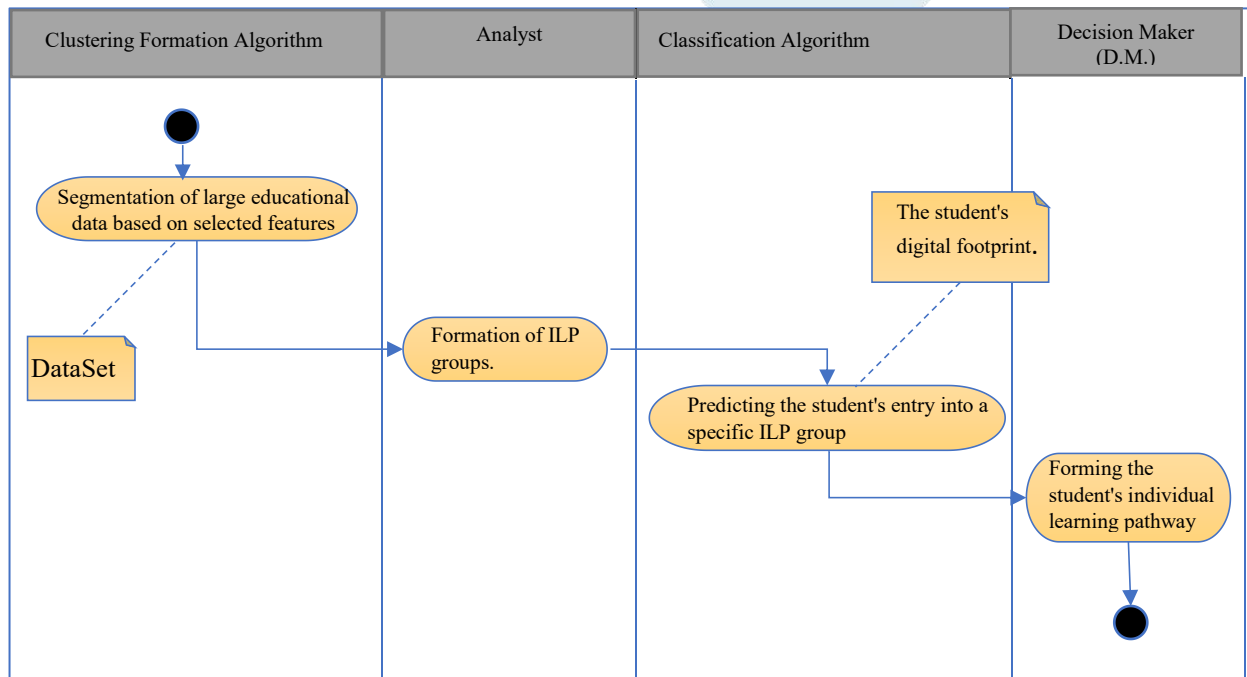 Clustering Formation Algorithm
Analyst
Classification Algorithm
Decision Maker
(D.M.)
Segmentation of large educational
data based on selected features
The student's
digital footprint.
DataSet
Formation of ILP
groups.
Predicting the student's entry into a
specific ILP group
Forming the
student's individual
learning pathway